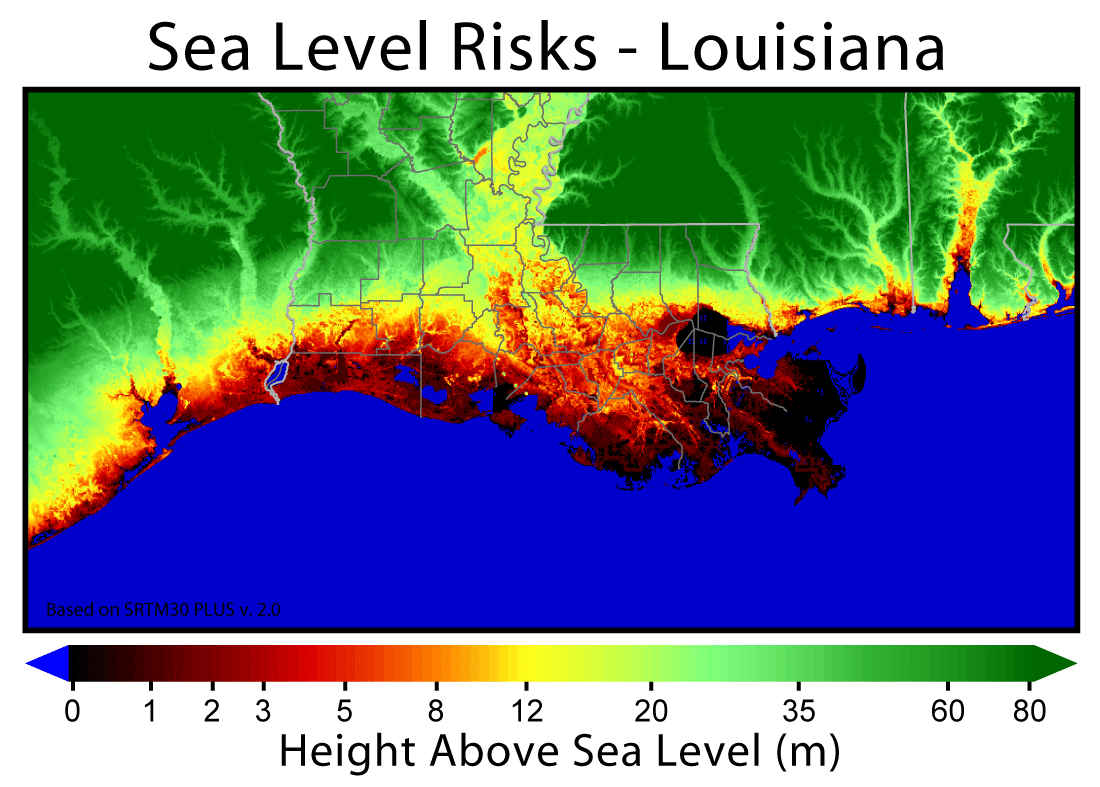 Sea Level Risks - Louisiana
Based on SRTM30 PLUS v. 2.0
0 1 2 3 5 8 12 20 35 60 80
Height Above Sea Level (m)